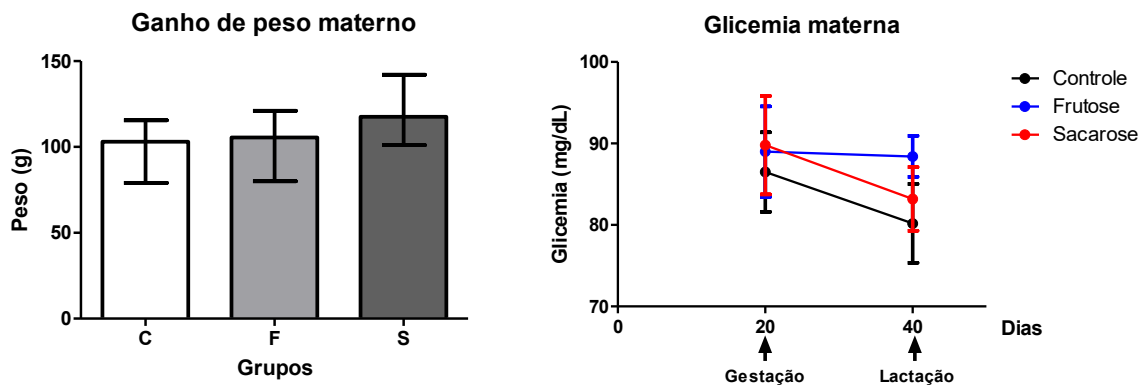 Ganho de peso materno
150
100
50
0
Peso (g)
C F S
Grupos
Glicemia materna
100
90
80
70
Glicemia (mg/dL)
0 20 40 Dias
Gestação Lactação
Controle
Frutose
Sacarose